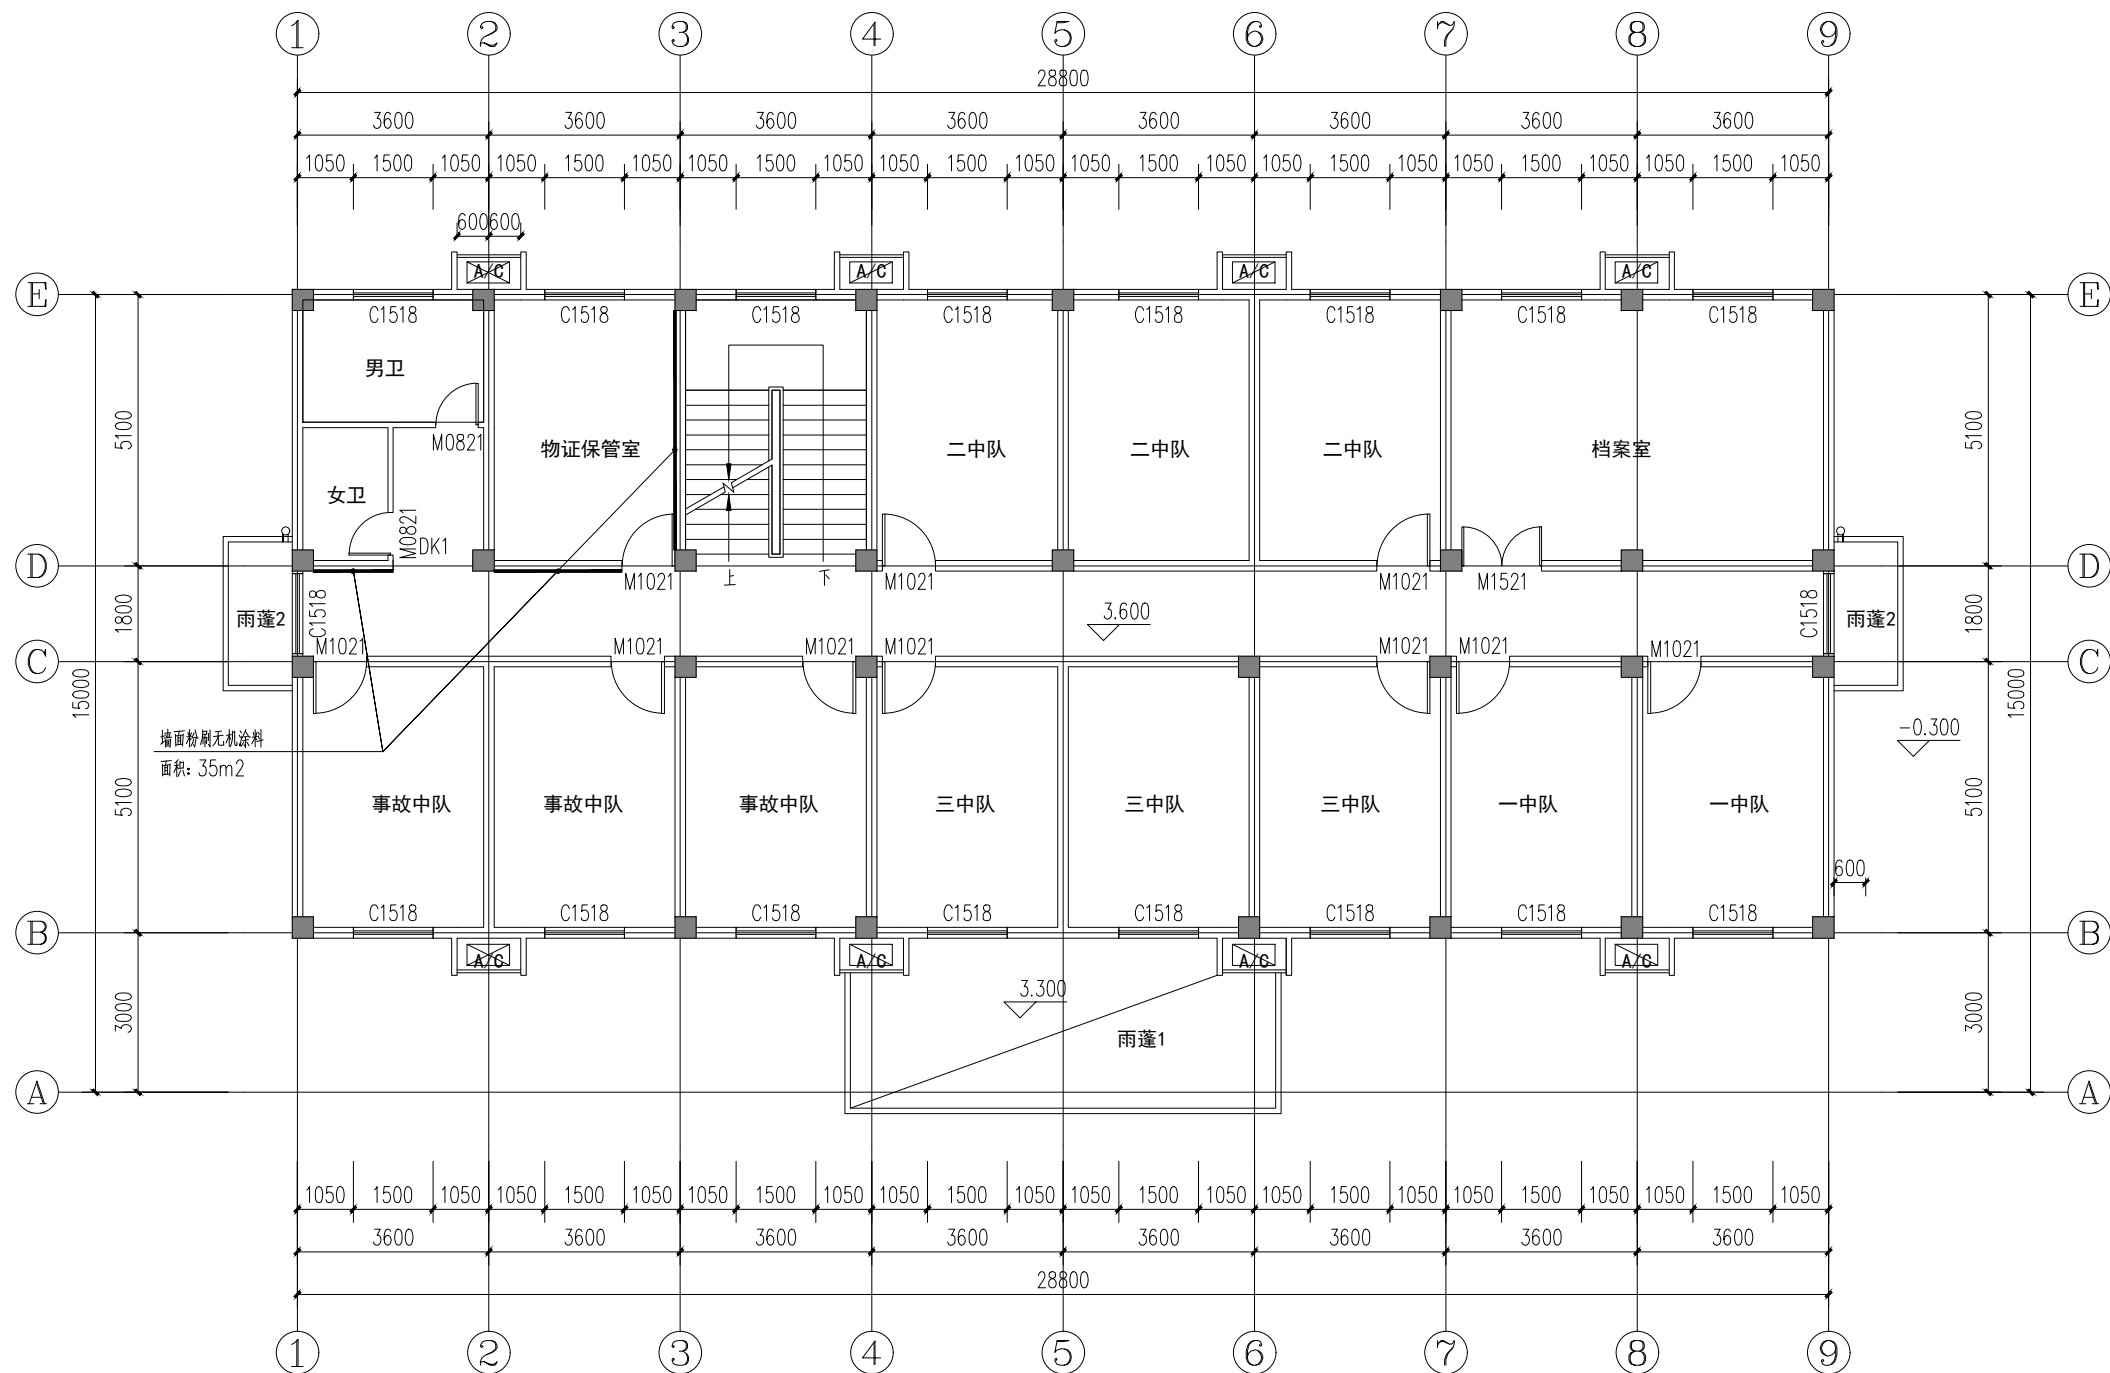 1 2 3 4 5 6 7 8 9
28800
3600 3600 3600 3600 3600 3600 3600 3600
1050 1500 1050 1050 1500 1050 1050 1500 1050 1050 1500 1050 1050 1500 1050 1050 1500 1050 1050 1500 1050 1050 1500 1050
600 600
A/C A/C A/C A/C
E E
C1518 C1518 C1518 C1518 C1518 C1518 C1518 C1518
男卫
5100 5100
M0821
物证保管室 二中队 二中队 二中队 档案室
女卫
M0821
DK1
D D
上 下
M1021 M1021 M1021 M1521
1800 1800
C1518 C1518
雨蓬2 雨蓬2
3.600
M1021 M1021 M1021 M1021 M1021 M1021 M1021
C C
15000 15000
墙面粉刷无机涂料
面积：35m2
-0.300
5100 5100
事故中队 事故中队 事故中队 三中队 三中队 三中队 一中队 一中队
600
C1518 C1518 C1518 C1518 C1518 C1518 C1518 C1518
B B
A/C A/C A/C A/C
3.300
3000 3000
雨蓬1
A A
1050 1500 1050 1050 1500 1050 1050 1500 1050 1050 1500 1050 1050 1500 1050 1050 1500 1050 1050 1500 1050 1050 1500 1050
3600 3600 3600 3600 3600 3600 3600 3600
28800
1 2 3 4 5 6 7 8 9